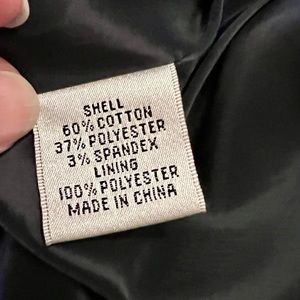 SHELL
60% COTTON
37% POLYESTER
3% SPANDEX
LINING
100% POLYESTER
MADE IN CHINA